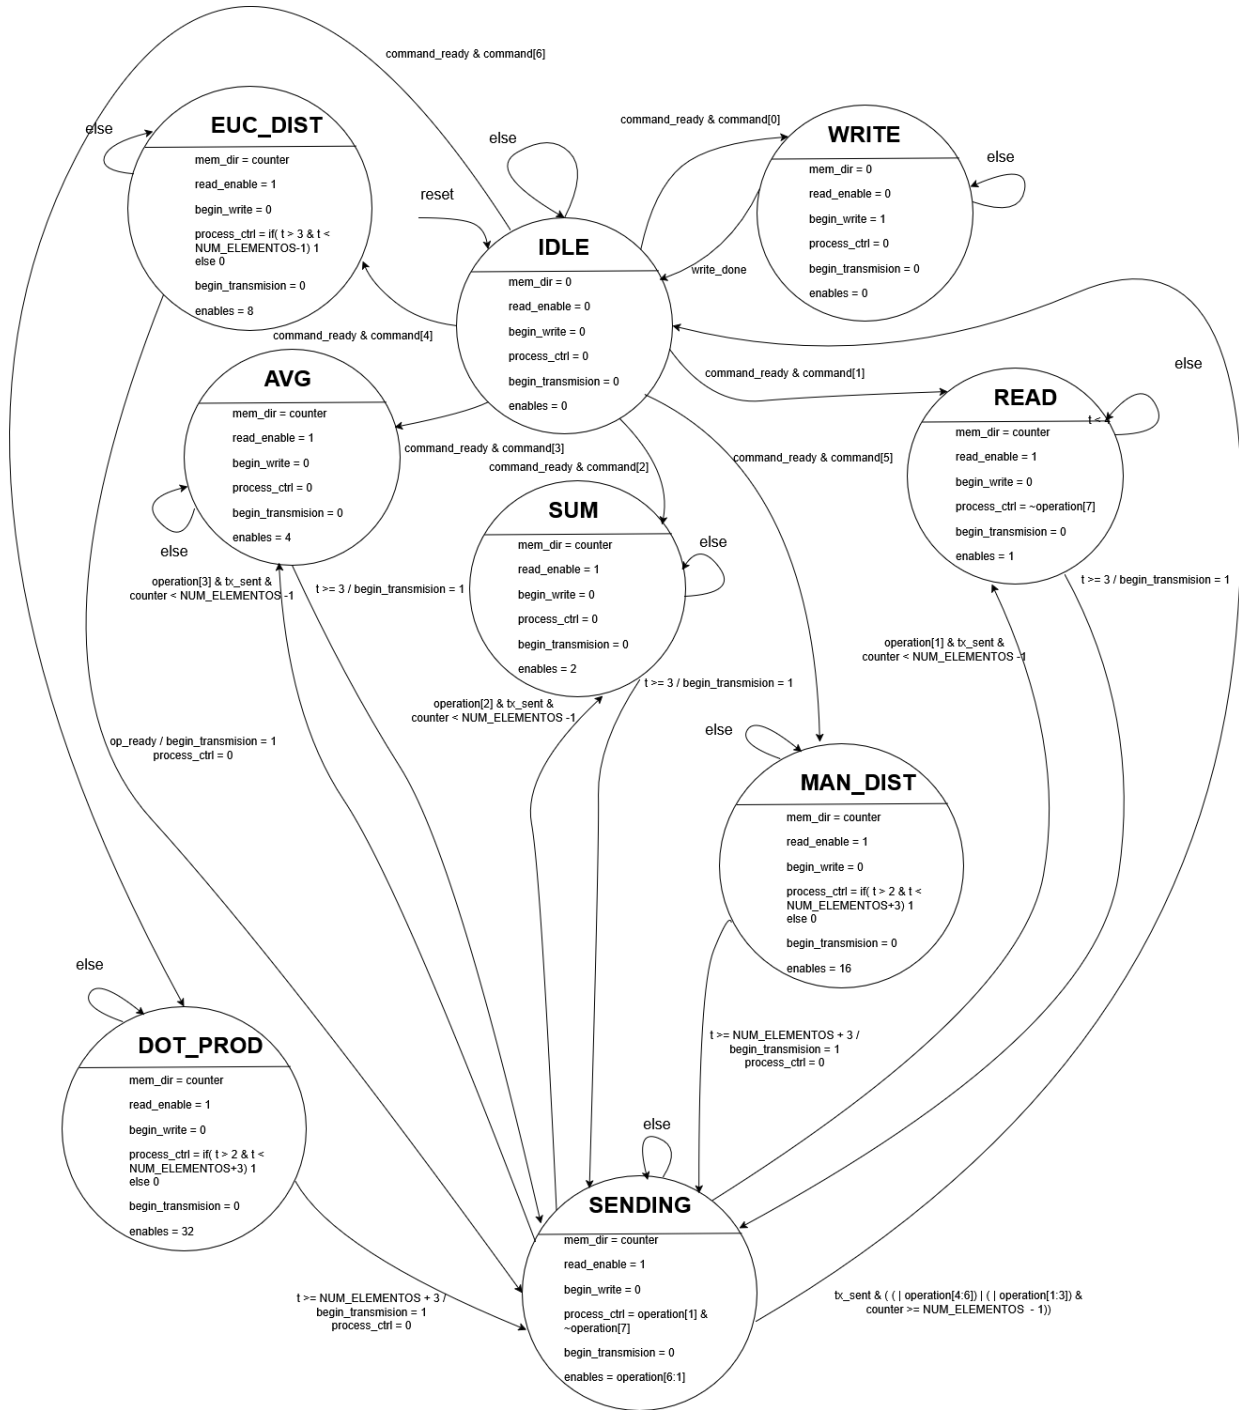 command_ready & command[6]
else
EUC_DIST
mem_dir = counter
read_enable = 1
begin_write = 0
process_ctrl = if( t > 3 & t <
NUM_ELEMENTOS-1) 1
else 0
begin_transmision = 0
enables = 8
else
reset
IDLE
mem_dir = 0
read_enable = 0
begin_write = 0
process_ctrl = 0
begin_transmision = 0
enables = 0
command_ready & command[0]
WRITE
mem_dir = 0
read_enable = 0
begin_write = 1
process_ctrl = 0
begin_transmision = 0
enables = 0
else
write_done
command_ready & command[4]
command_ready & command[1]
else
AVG
mem_dir = counter
read_enable = 1
begin_write = 0
process_ctrl = 0
begin_transmision = 0
enables = 4
else
command_ready & command[3]
command_ready & command[2]
command_ready & command[5]
READ
t < 4
mem_dir = counter
read_enable = 1
begin_write = 0
process_ctrl = ~operation[7]
begin_transmision = 0
enables = 1
SUM
mem_dir = counter
read_enable = 1
begin_write = 0
process_ctrl = 0
begin_transmision = 0
enables = 2
else
operation[3] & tx_sent &
counter < NUM_ELEMENTOS -1
t >= 3 / begin_transmision = 1
t >= 3 / begin_transmision = 1
operation[1] & tx_sent &
counter < NUM_ELEMENTOS -1
operation[2] & tx_sent &
counter < NUM_ELEMENTOS -1
t >= 3 / begin_transmision = 1
op_ready / begin_transmision = 1
process_ctrl = 0
else
MAN_DIST
mem_dir = counter
read_enable = 1
begin_write = 0
process_ctrl = if( t > 2 & t <
NUM_ELEMENTOS+3) 1
else 0
begin_transmision = 0
enables = 16
else
DOT_PROD
mem_dir = counter
read_enable = 1
begin_write = 0
process_ctrl = if( t > 2 & t <
NUM_ELEMENTOS+3) 1
else 0
begin_transmision = 0
enables = 32
t >= NUM_ELEMENTOS + 3 /
begin_transmision = 1
process_ctrl = 0
else
SENDING
mem_dir = counter
read_enable = 1
begin_write = 0
process_ctrl = operation[1] &
~operation[7]
begin_transmision = 0
enables = operation[6:1]
t >= NUM_ELEMENTOS + 3 /
begin_transmision = 1
process_ctrl = 0
tx_sent & ( ( | operation[4:6]) | ( | operation[1:3]) &
counter >= NUM_ELEMENTOS - 1))